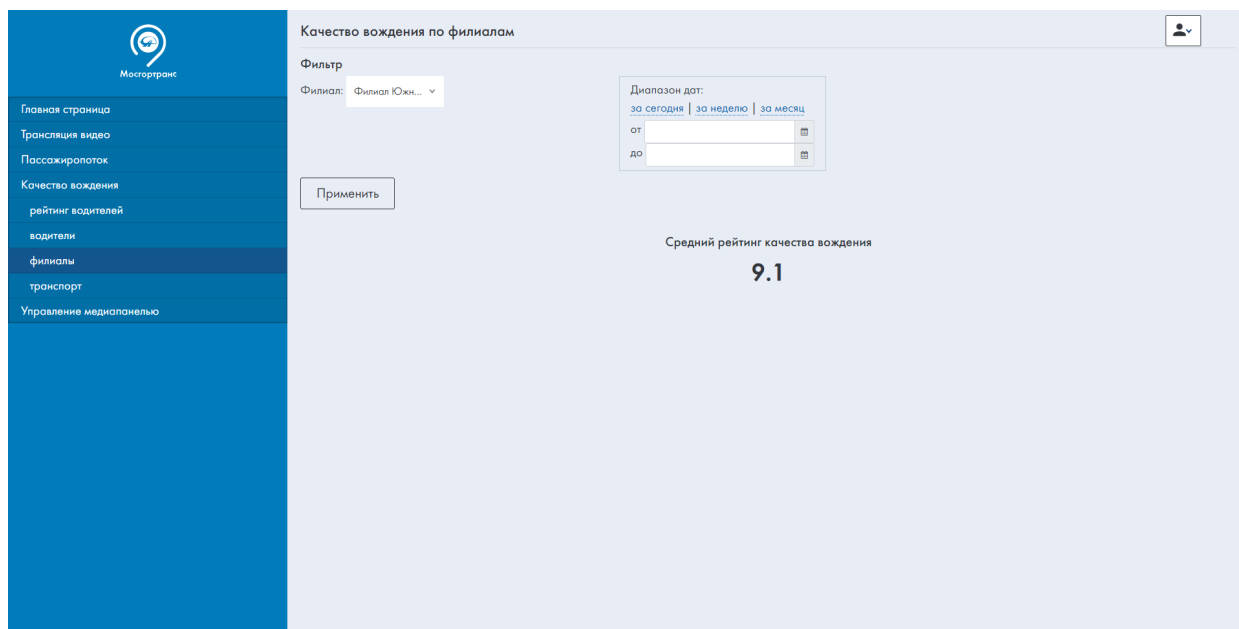 Мосгортранс
Главная страница
Трансляция видео
Пассажиропоток
Качество вождения
рейтинг водителей
водители
филиалы
транспорт
Управление медиапанелью
Качество вождения по филиалам
Фильтр
Филиал: Филиал Южн...
Диапазон дат:
за сегодня | за неделю | за месяц
от
до
Применить
Средний рейтинг качества вождения
9.1